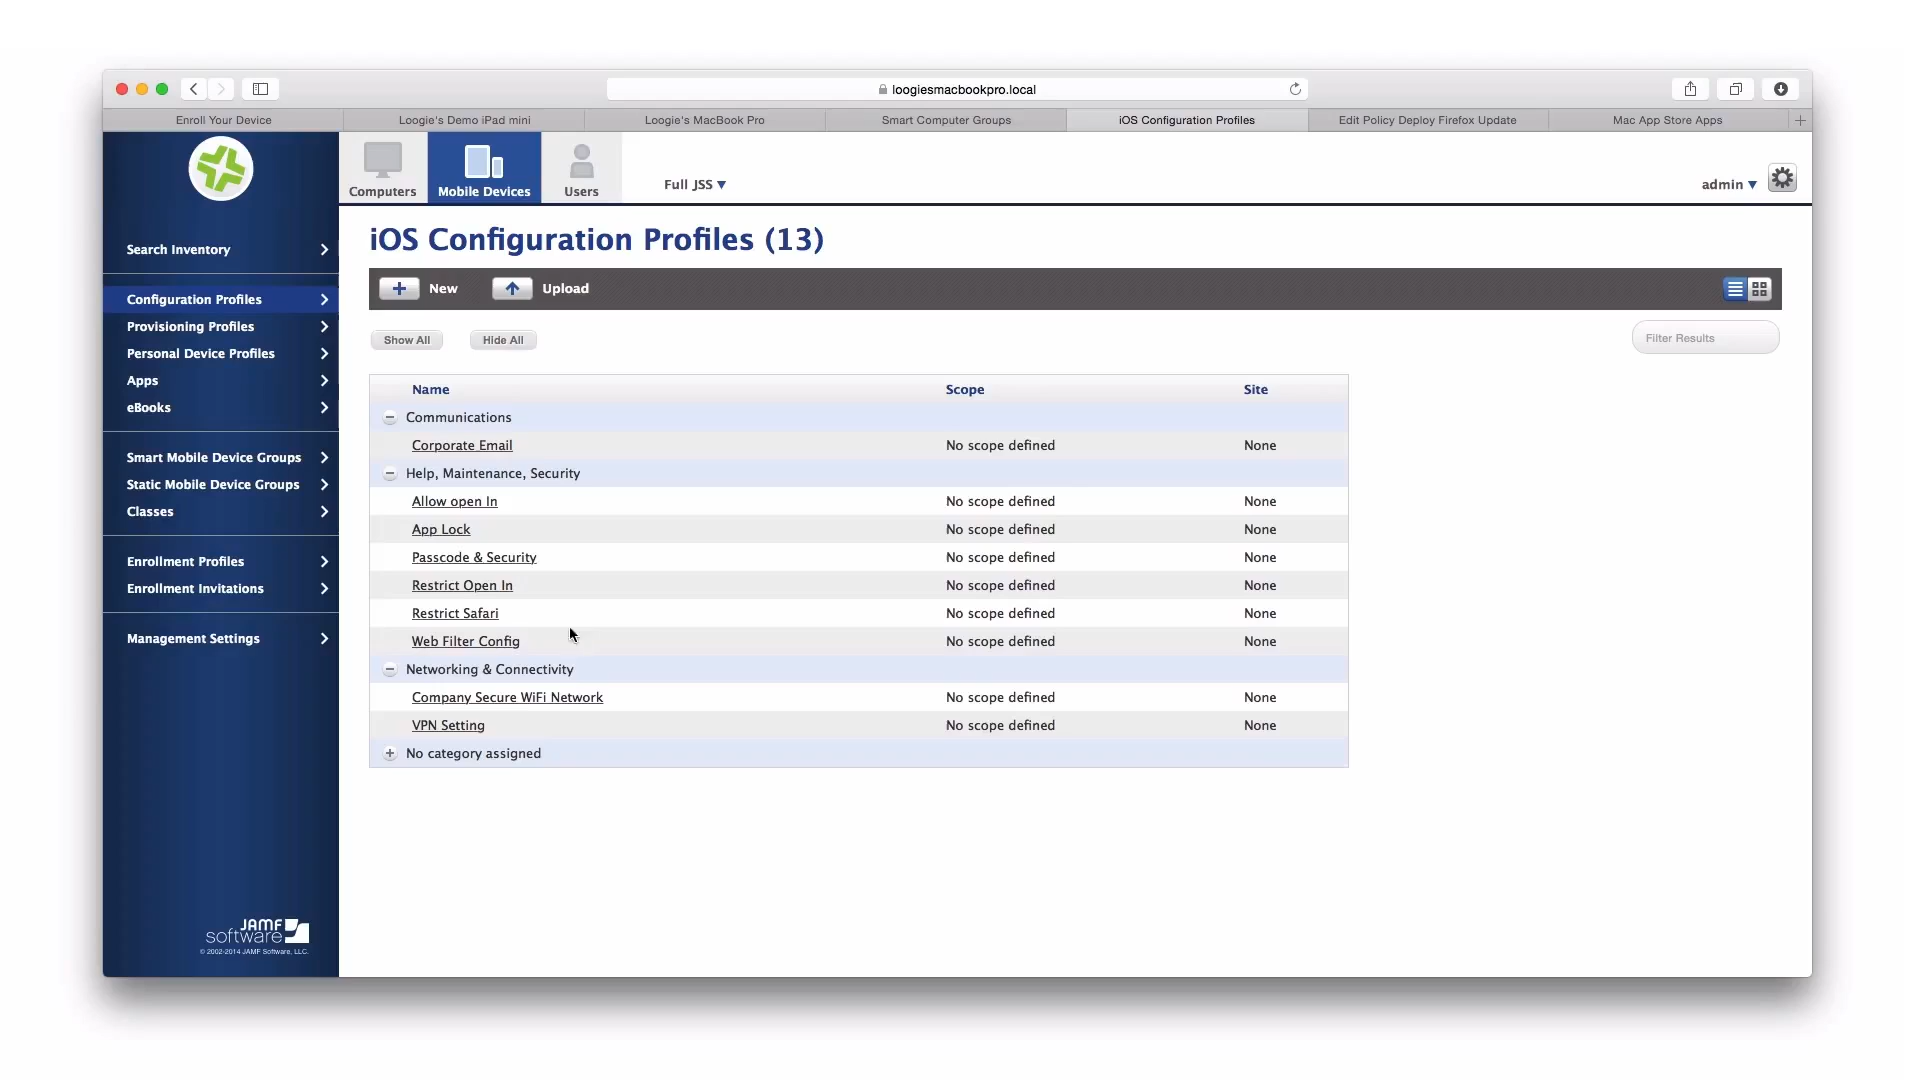 loogiesmacbookpro.local
Enroll Your Device
Loogie's Demo iPad mini
Loogie's MacBook Pro
Smart Computer Groups
iOS Configuration Profiles
Edit Policy Deploy Firefox Update
Mac App Store Apps
Computers
Mobile Devices
Users
Full JSS
admin
Search Inventory
Configuration Profiles
Provisioning Profiles
Personal Device Profiles
Apps
eBooks
Smart Mobile Device Groups
Static Mobile Device Groups
Classes
Enrollment Profiles
Enrollment Invitations
Management Settings
JAMF
software
© 2002-2014 JAMF Software, LLC.
iOS Configuration Profiles (13)
New
Upload
Show All
Hide All
Filter Results
Name Scope Site
Communications
Corporate Email No scope defined None
Help, Maintenance, Security
Allow open In No scope defined None
App Lock No scope defined None
Passcode & Security No scope defined None
Restrict Open In No scope defined None
Restrict Safari No scope defined None
Web Filter Config No scope defined None
Networking & Connectivity
Company Secure WiFi Network No scope defined None
VPN Setting No scope defined None
No category assigned